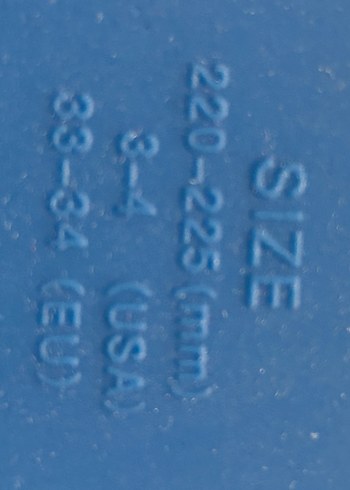 SIZE
220-225(mm)
3-4 (USA)
33-34 (EU)